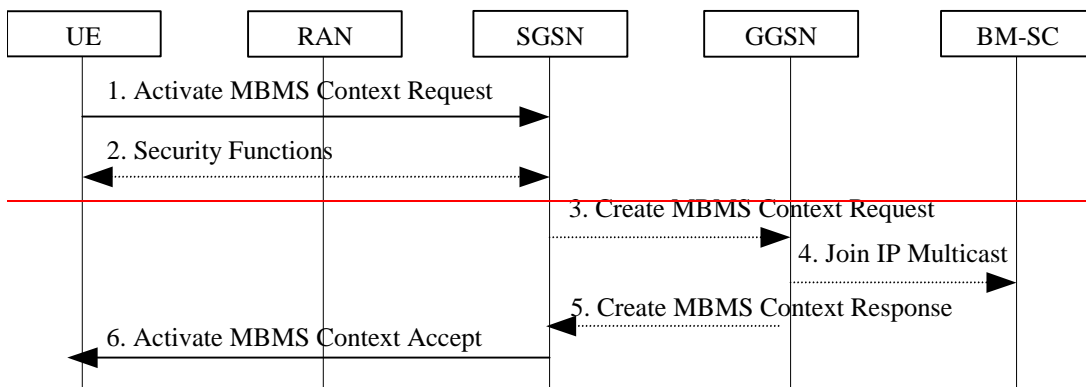 UE RAN SGSN GGSN BM-SC
1. Activate MBMS Context Request
2. Security Functions
3. Create MBMS Context Request
4. Join IP Multicast
5. Create MBMS Context Response
6. Activate MBMS Context Accept